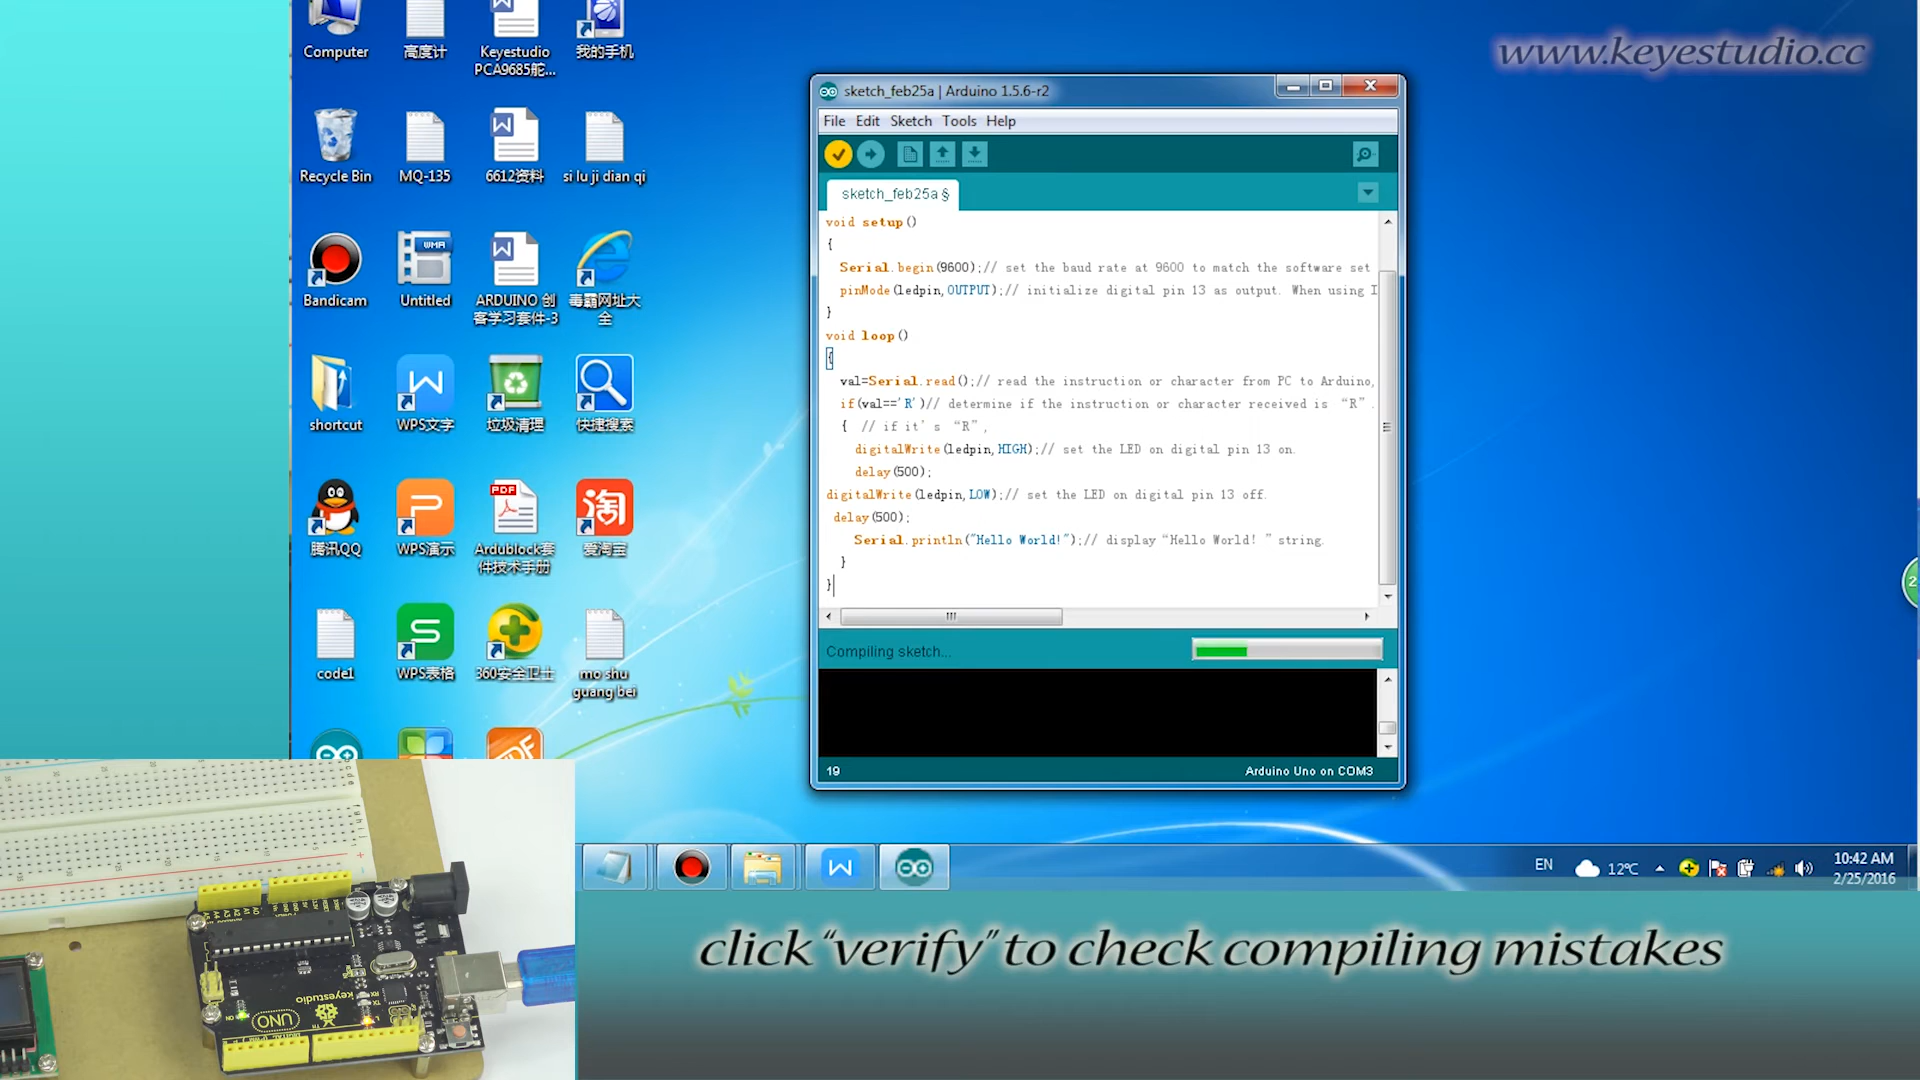 www.keyestudio.cc
Computer
高度计
Keyestudio
PCA9685舵...
我的手机
Recycle Bin
MQ-135
6612资料
si lu ji dian qi
Bandicam
WMA
Untitled
ARDUINO 创
客学习套件-3
毒霸网址大
全
shortcut
WPS文字
垃圾清理
快捷搜索
腾讯QQ
WPS演示
PDF
Ardublock套
件技术手册
淘
爱淘宝
code1
WPS表格
360安全卫士
mo shu
guang bei
sketch_feb25a | Arduino 1.5.6-r2
File Edit Sketch Tools Help
sketch_feb25a §
void setup()
{
Serial.begin(9600);// set the baud rate at 9600 to match the software set
pinMode(ledpin,OUTPUT);// initialize digital pin 13 as output. When using I
}
void loop()
{
val=Serial.read();// read the instruction or character from PC to Arduino,
if(val=='R')// determine if the instruction or character received is “R”.
{ // if it’s “R”,
digitalWrite(ledpin,HIGH);// set the LED on digital pin 13 on.
delay(500);
digitalWrite(ledpin,LOW);// set the LED on digital pin 13 off.
delay(500);
Serial.println("Hello World!");// display“Hello World! ”string.
}
}
Compiling sketch...
19
Arduino Uno on COM3
2
EN
12℃
10:42 AM
2/25/2016
keyestudio
UNO
ON
TX
RX
click “verify” to check compiling mistakes